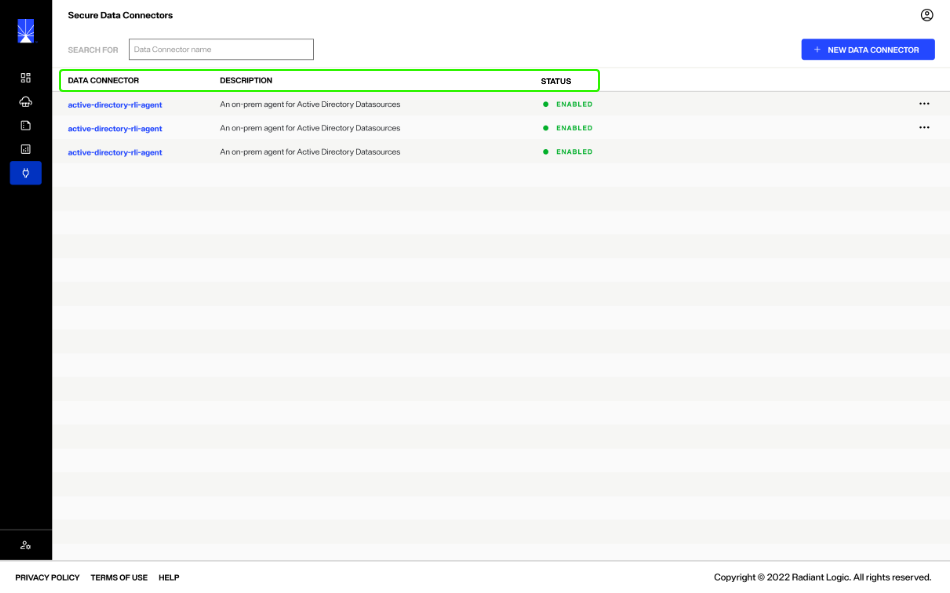 Secure Data Connectors
SEARCH FOR Data Connector name + NEW DATA CONNECTOR
DATA CONNECTOR DESCRIPTION STATUS
active-directory-rli-agent An on-prem agent for Active Directory Datasources ENABLED
active-directory-rli-agent An on-prem agent for Active Directory Datasources ENABLED
active-directory-rli-agent An on-prem agent for Active Directory Datasources ENABLED
PRIVACY POLICY TERMS OF USE HELP Copyright © 2022 Radiant Logic. All rights reserved.